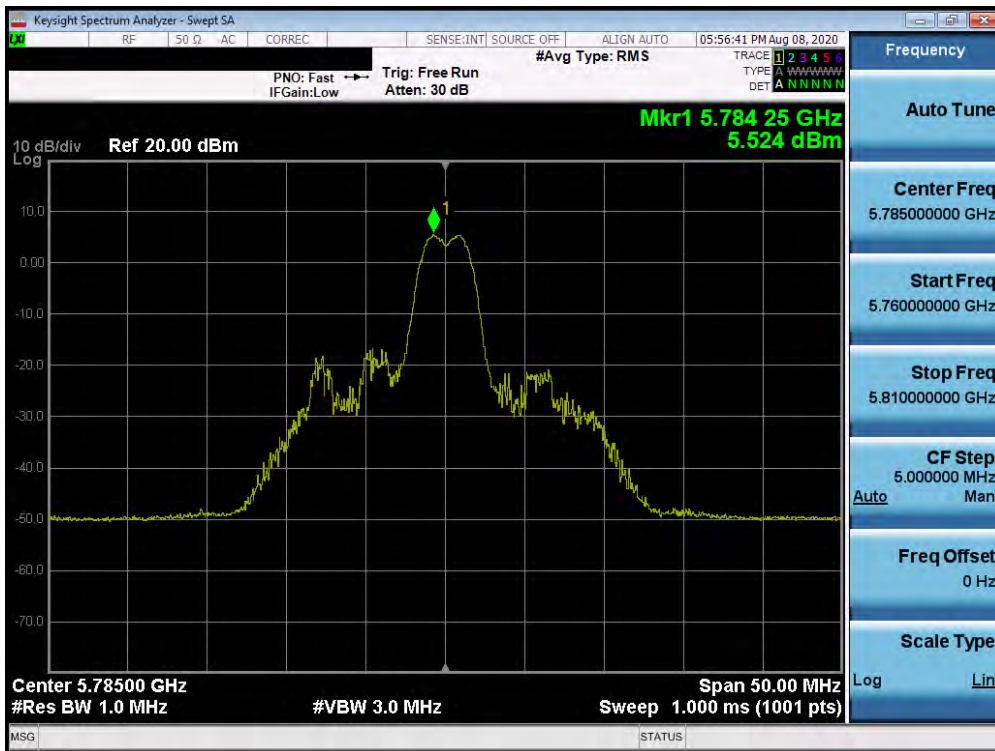 Keysight Spectrum Analyzer - Swept SA
LXI RF 50 Ω AC CORREC SENSE:INT SOURCE OFF ALIGN AUTO 05:56:41 PM Aug 08, 2020
#Avg Type: RMS
TRACE 1 2 3 4 5 6
PNO: Fast Trig: Free Run
TYPE A WWWWW
IFGain:Low Atten: 30 dB
DET A N N N N N
Mkr1 5.784 25 GHz
5.524 dBm
10 dB/div Ref 20.00 dBm
Log
1
10.0
0.00
-10.0
-20.0
-30.0
-40.0
-50.0
-60.0
-70.0
Center 5.78500 GHz Span 50.00 MHz
#Res BW 1.0 MHz #VBW 3.0 MHz Sweep 1.000 ms (1001 pts)
MSG STATUS
Frequency
Auto Tune
Center Freq
5.785000000 GHz
Start Freq
5.760000000 GHz
Stop Freq
5.810000000 GHz
CF Step
5.000000 MHz
Auto Man
Freq Offset
0 Hz
Scale Type
Log Lin